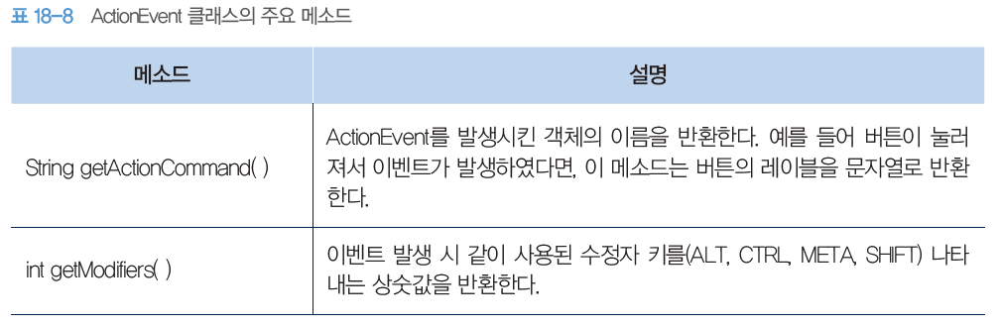 표 18-8 ActionEvent 클래스의 주요 메소드
메소드 설명
String getActionCommand( )
ActionEvent를 발생시킨 객체의 이름을 반환한다. 예를 들어 버튼이 눌러
져서 이벤트가 발생하였다면, 이 메소드는 버튼의 레이블을 문자열로 반환
한다.
int getModifiers( )
이벤트 발생 시 같이 사용된 수정자 키를(ALT, CTRL, META, SHIFT) 나타
내는 상숫값을 반환한다.